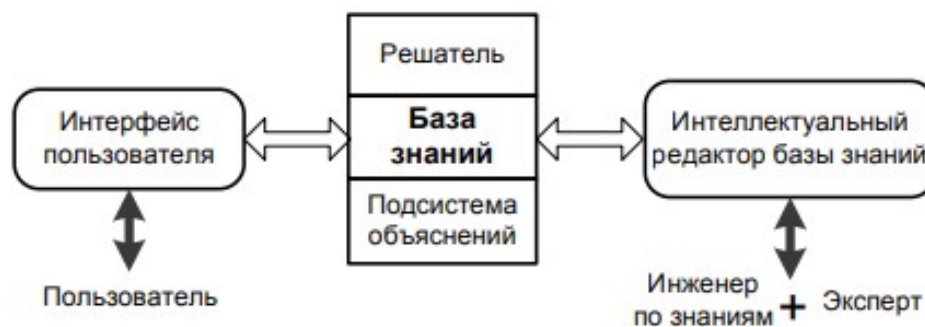 Решатель
Интерфейс
пользователя
База
знаний
Подсистема
объяснений
Интеллектуальный
редактор базы знаний
Пользователь
Инженер
по знаниям + Эксперт